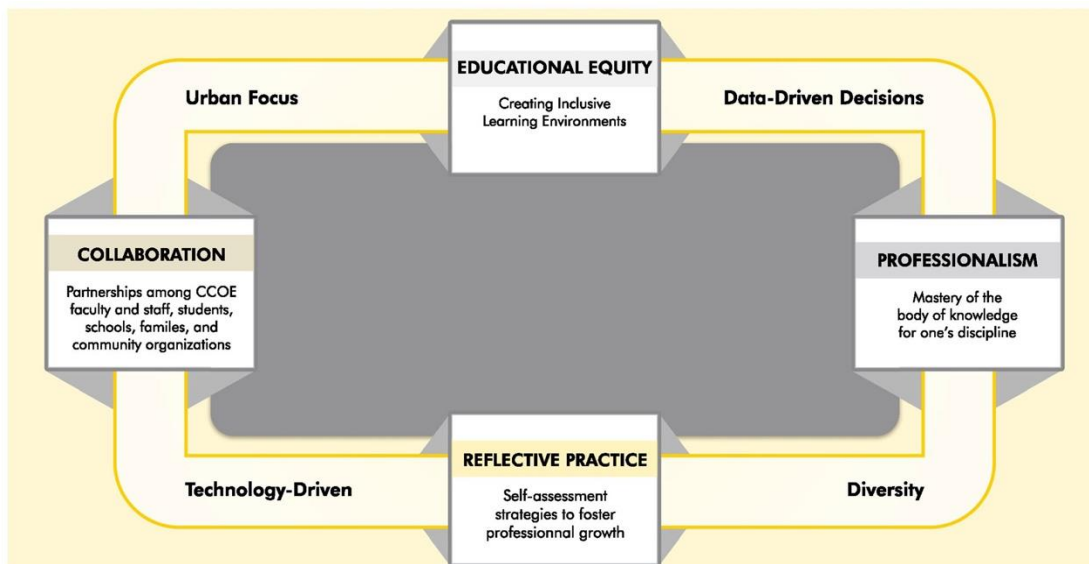 EDUCATIONAL EQUITY
Creating Inclusive
Learning Environments
Urban Focus
Data-Driven Decisions
COLLABORATION
Partnerships among CCOE
faculty and staff, students,
schools, familes, and
community organizations
PROFESSIONALISM
Mastery of the
body of knowledge
for one's discipline
REFLECTIVE PRACTICE
Self-assessment
strategies to foster
professionnal growth
Technology-Driven
Diversity